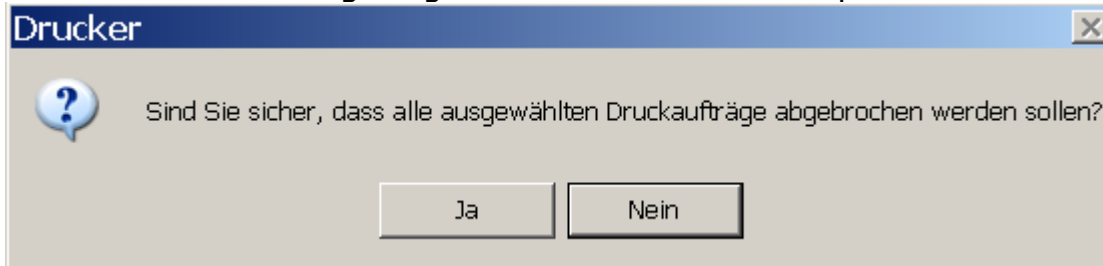 Drucker
Sind Sie sicher, dass alle ausgewählten Druckaufträge abgebrochen werden sollen?
Ja
Nein